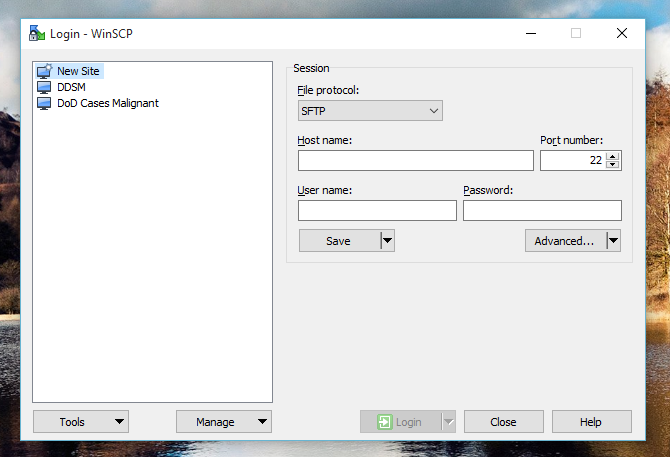 Login - WinSCP
New Site
DDSM
DoD Cases Malignant
Session
File protocol:
SFTP
Host name:
Port number:
22
User name:
Password:
Save
Advanced...
Tools
Manage
Login
Close
Help